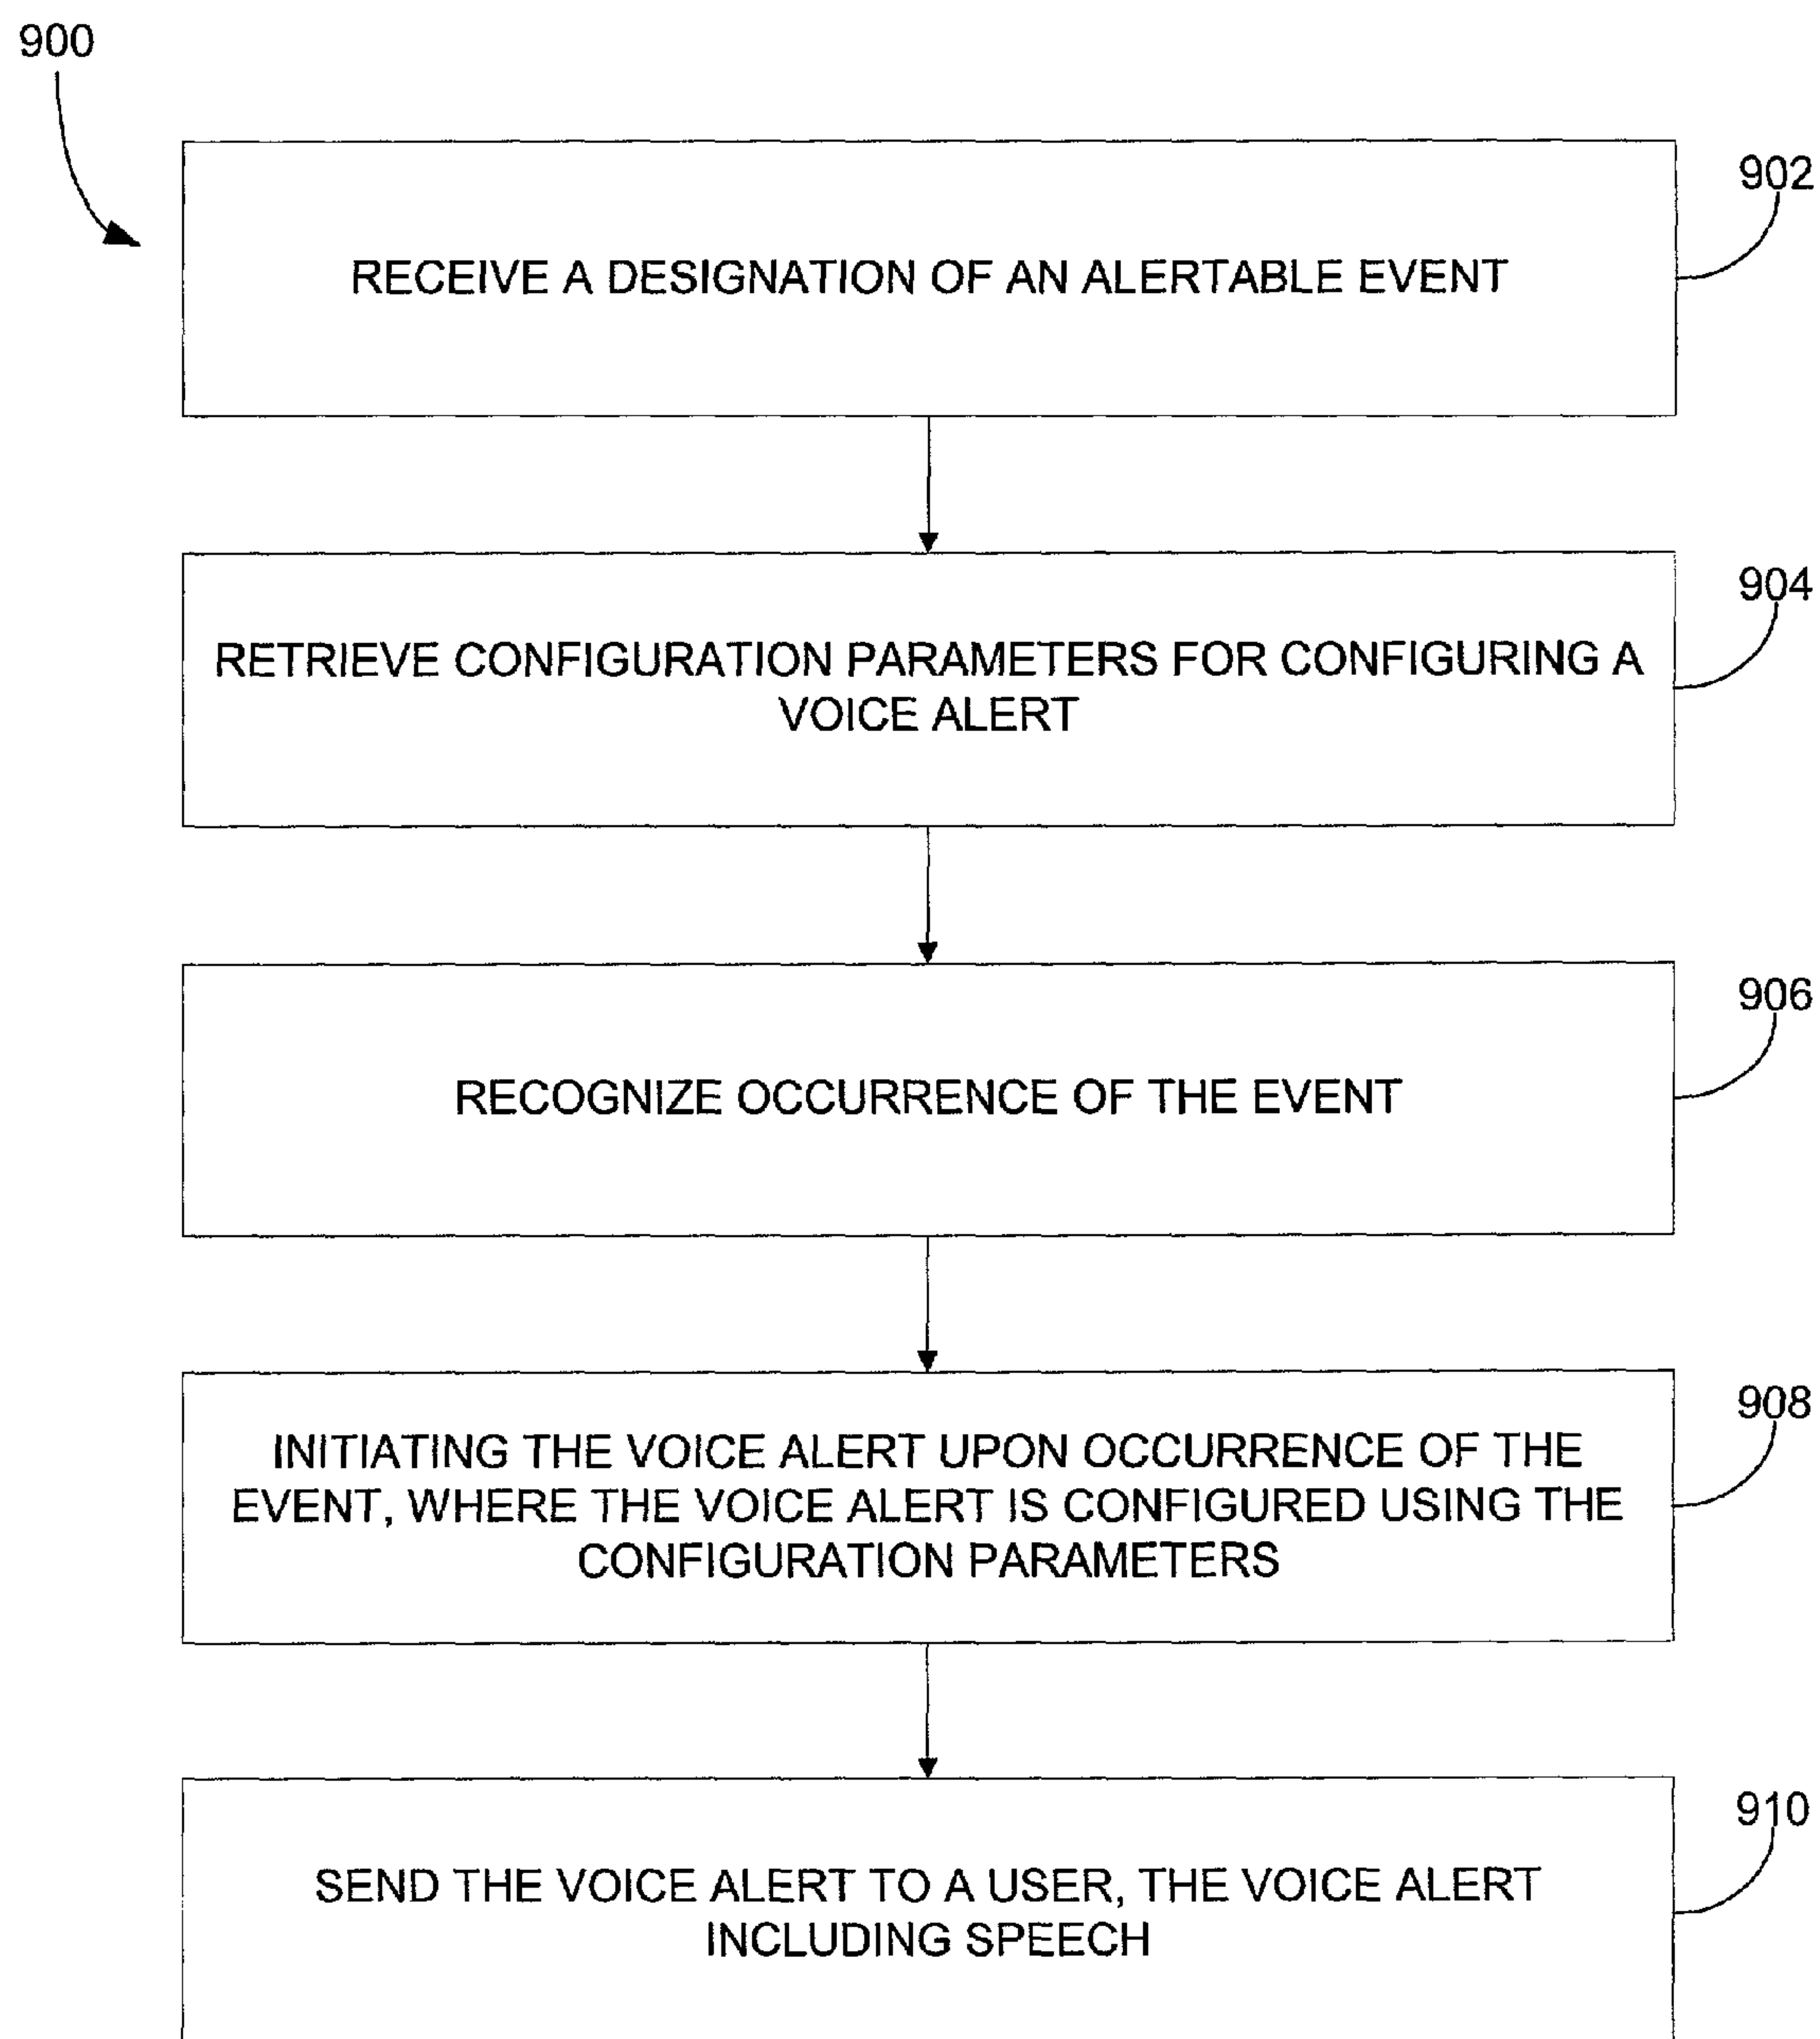 900
902
RECEIVE A DESIGNATION OF AN ALERTABLE EVENT
904
RETRIEVE CONFIGURATION PARAMETERS FOR CONFIGURING A
VOICE ALERT
906
RECOGNIZE OCCURRENCE OF THE EVENT
908
INITIATING THE VOICE ALERT UPON OCCURRENCE OF THE
EVENT, WHERE THE VOICE ALERT IS CONFIGURED USING THE
CONFIGURATION PARAMETERS
910
SEND THE VOICE ALERT TO A USER, THE VOICE ALERT
INCLUDING SPEECH